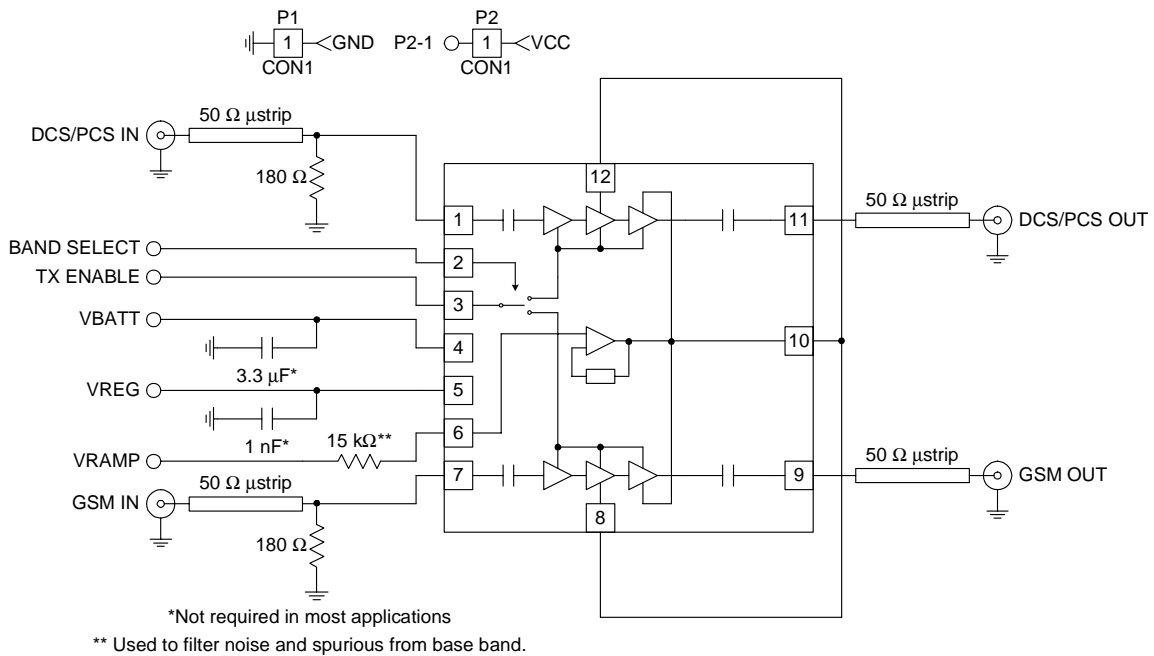 P1
1
GND
CON1
P2
P2-1
1
VCC
CON1
50 Ω μstrip
DCS/PCS IN
180 Ω
12
1
11
50 Ω μstrip
DCS/PCS OUT
BAND SELECT
2
TX ENABLE
3
VBATT
4
10
3.3 μF*
VREG
5
1 nF*
15 kΩ**
6
VRAMP
50 Ω μstrip
7
9
50 Ω μstrip
GSM OUT
GSM IN
8
180 Ω
*Not required in most applications
** Used to filter noise and spurious from base band.